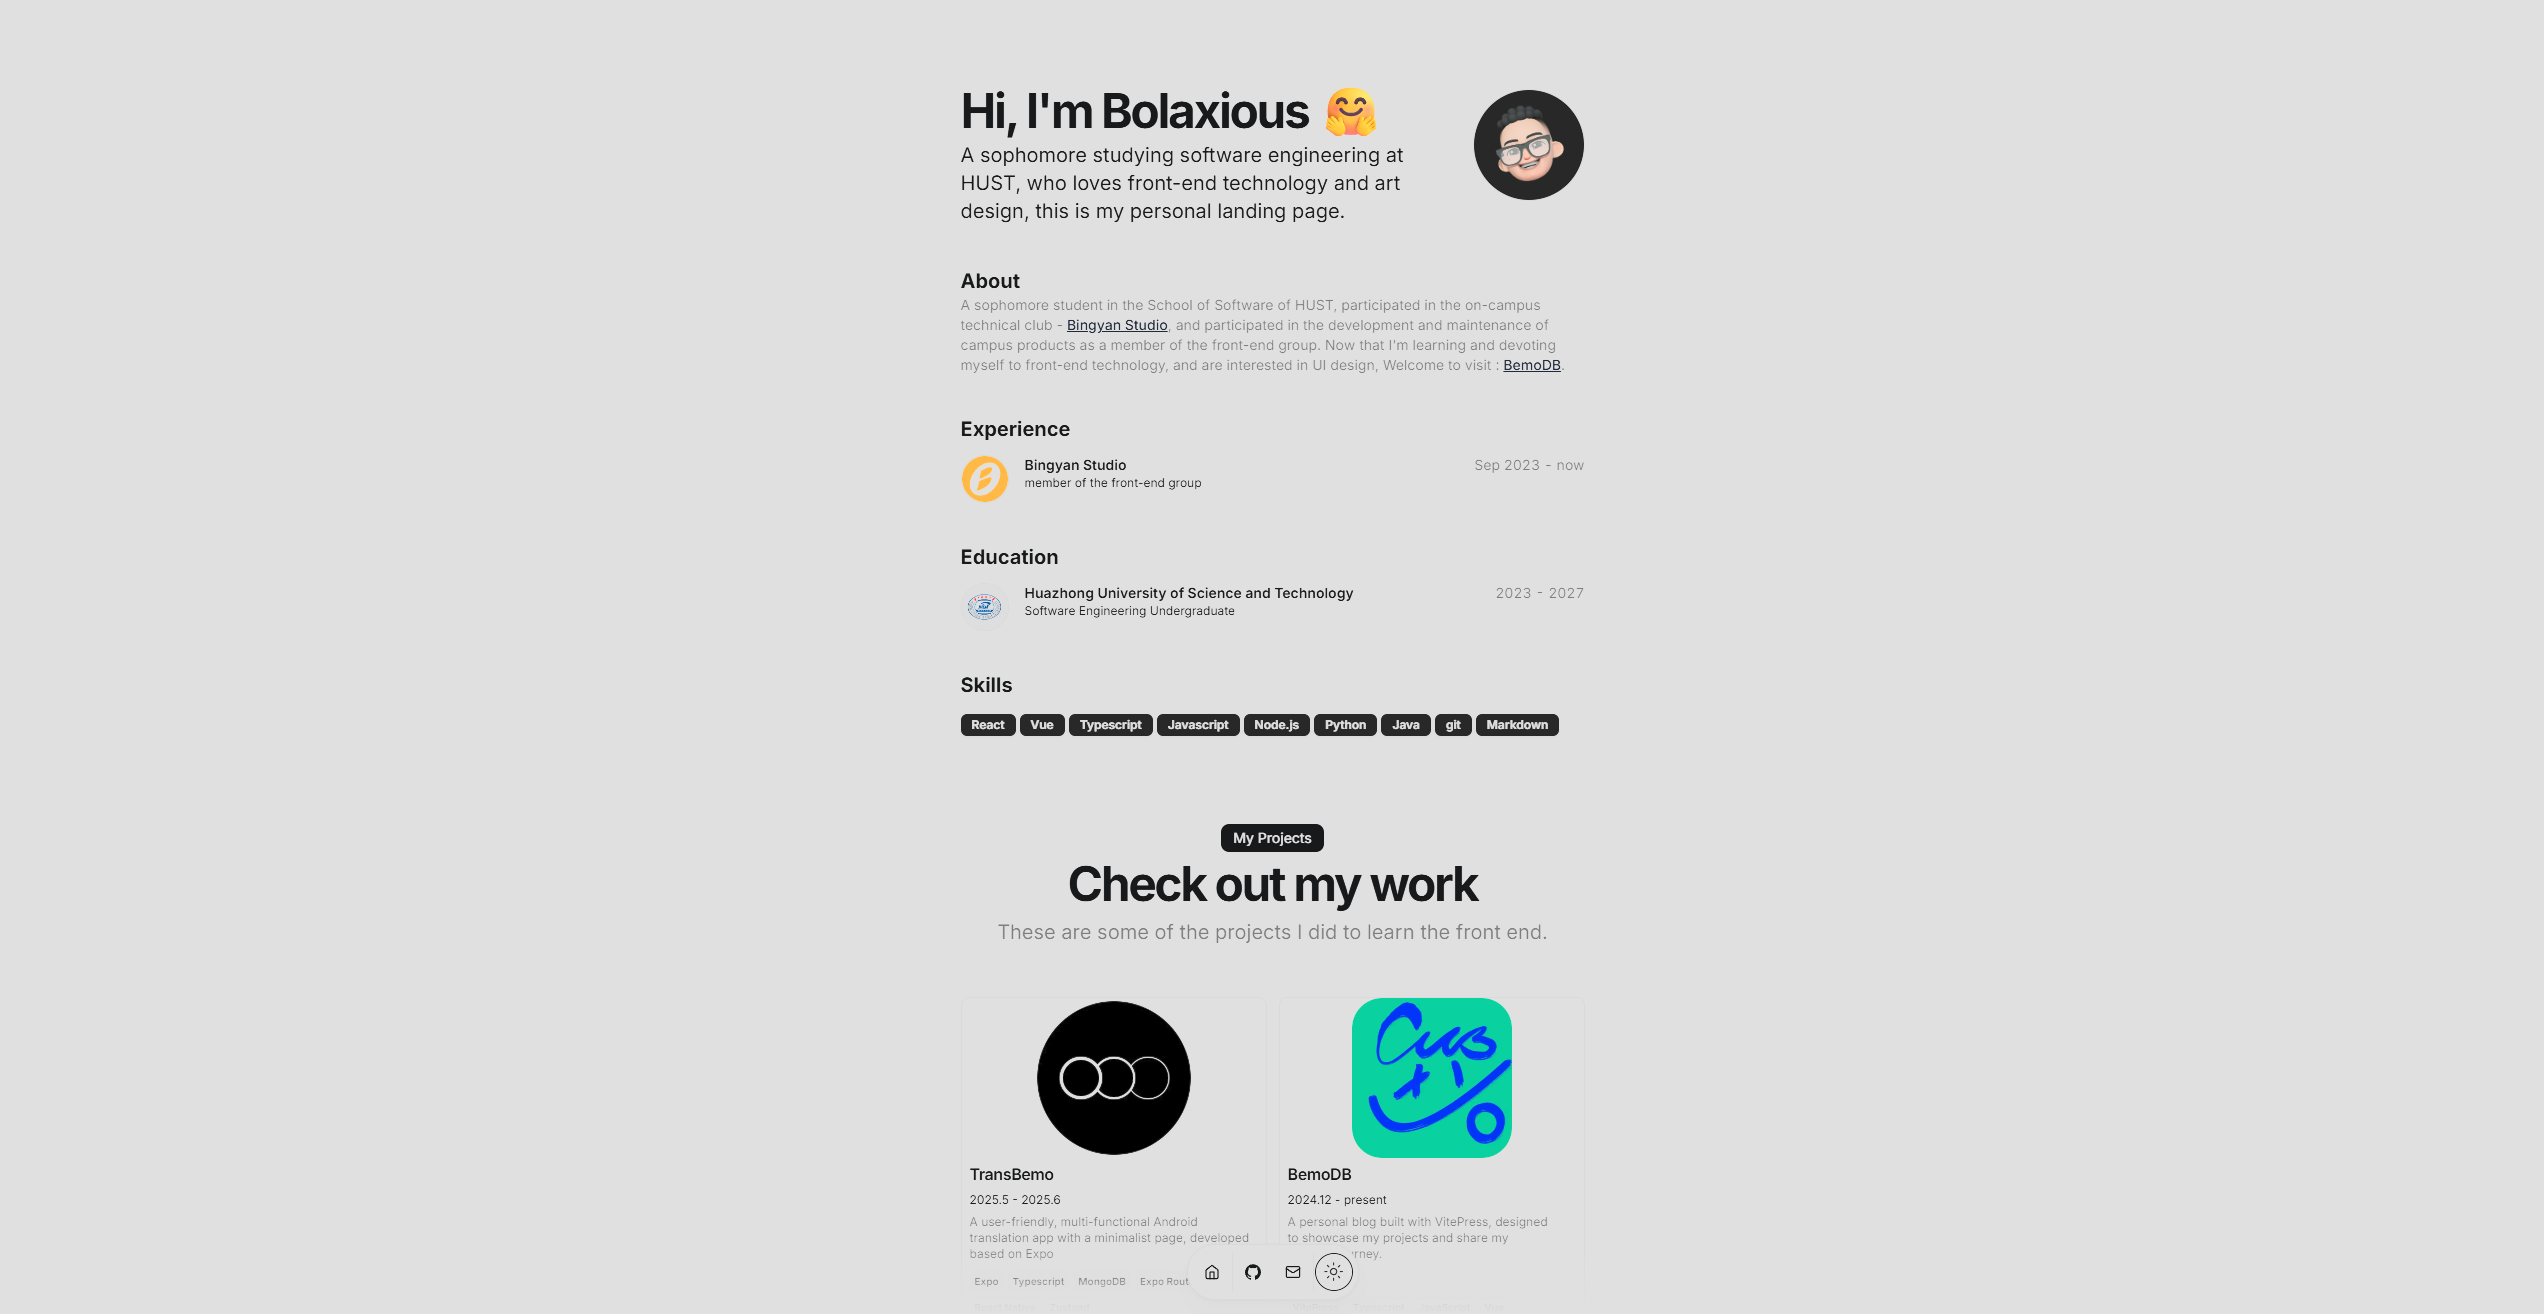 Hi, I'm Bolaxious 🤗
A sophomore studying software engineering at
HUST, who loves front-end technology and art
design, this is my personal landing page.
About
A sophomore student in the School of Software of HUST, participated in the on-campus
technical club - Bingyan Studio, and participated in the development and maintenance of
campus products as a member of the front-end group. Now that I'm learning and devoting
myself to front-end technology, and are interested in UI design, Welcome to visit : BemoDB.
Experience
Bingyan Studio
Sep 2023 - now
member of the front-end group
Education
Huazhong University of Science and Technology
2023 - 2027
Software Engineering Undergraduate
Skills
React Vue Typescript Javascript Node.js Python Java git Markdown
My Projects
Check out my work
These are some of the projects I did to learn the front end.
TransBemo
2025.5 - 2025.6
A user-friendly, multi-functional Android
translation app with a minimalist page, developed
based on Expo
Expo Typescript MongoDB
BemoDB
2024.12 - present
A personal blog built with VitePress, designed
to showcase my projects and share my